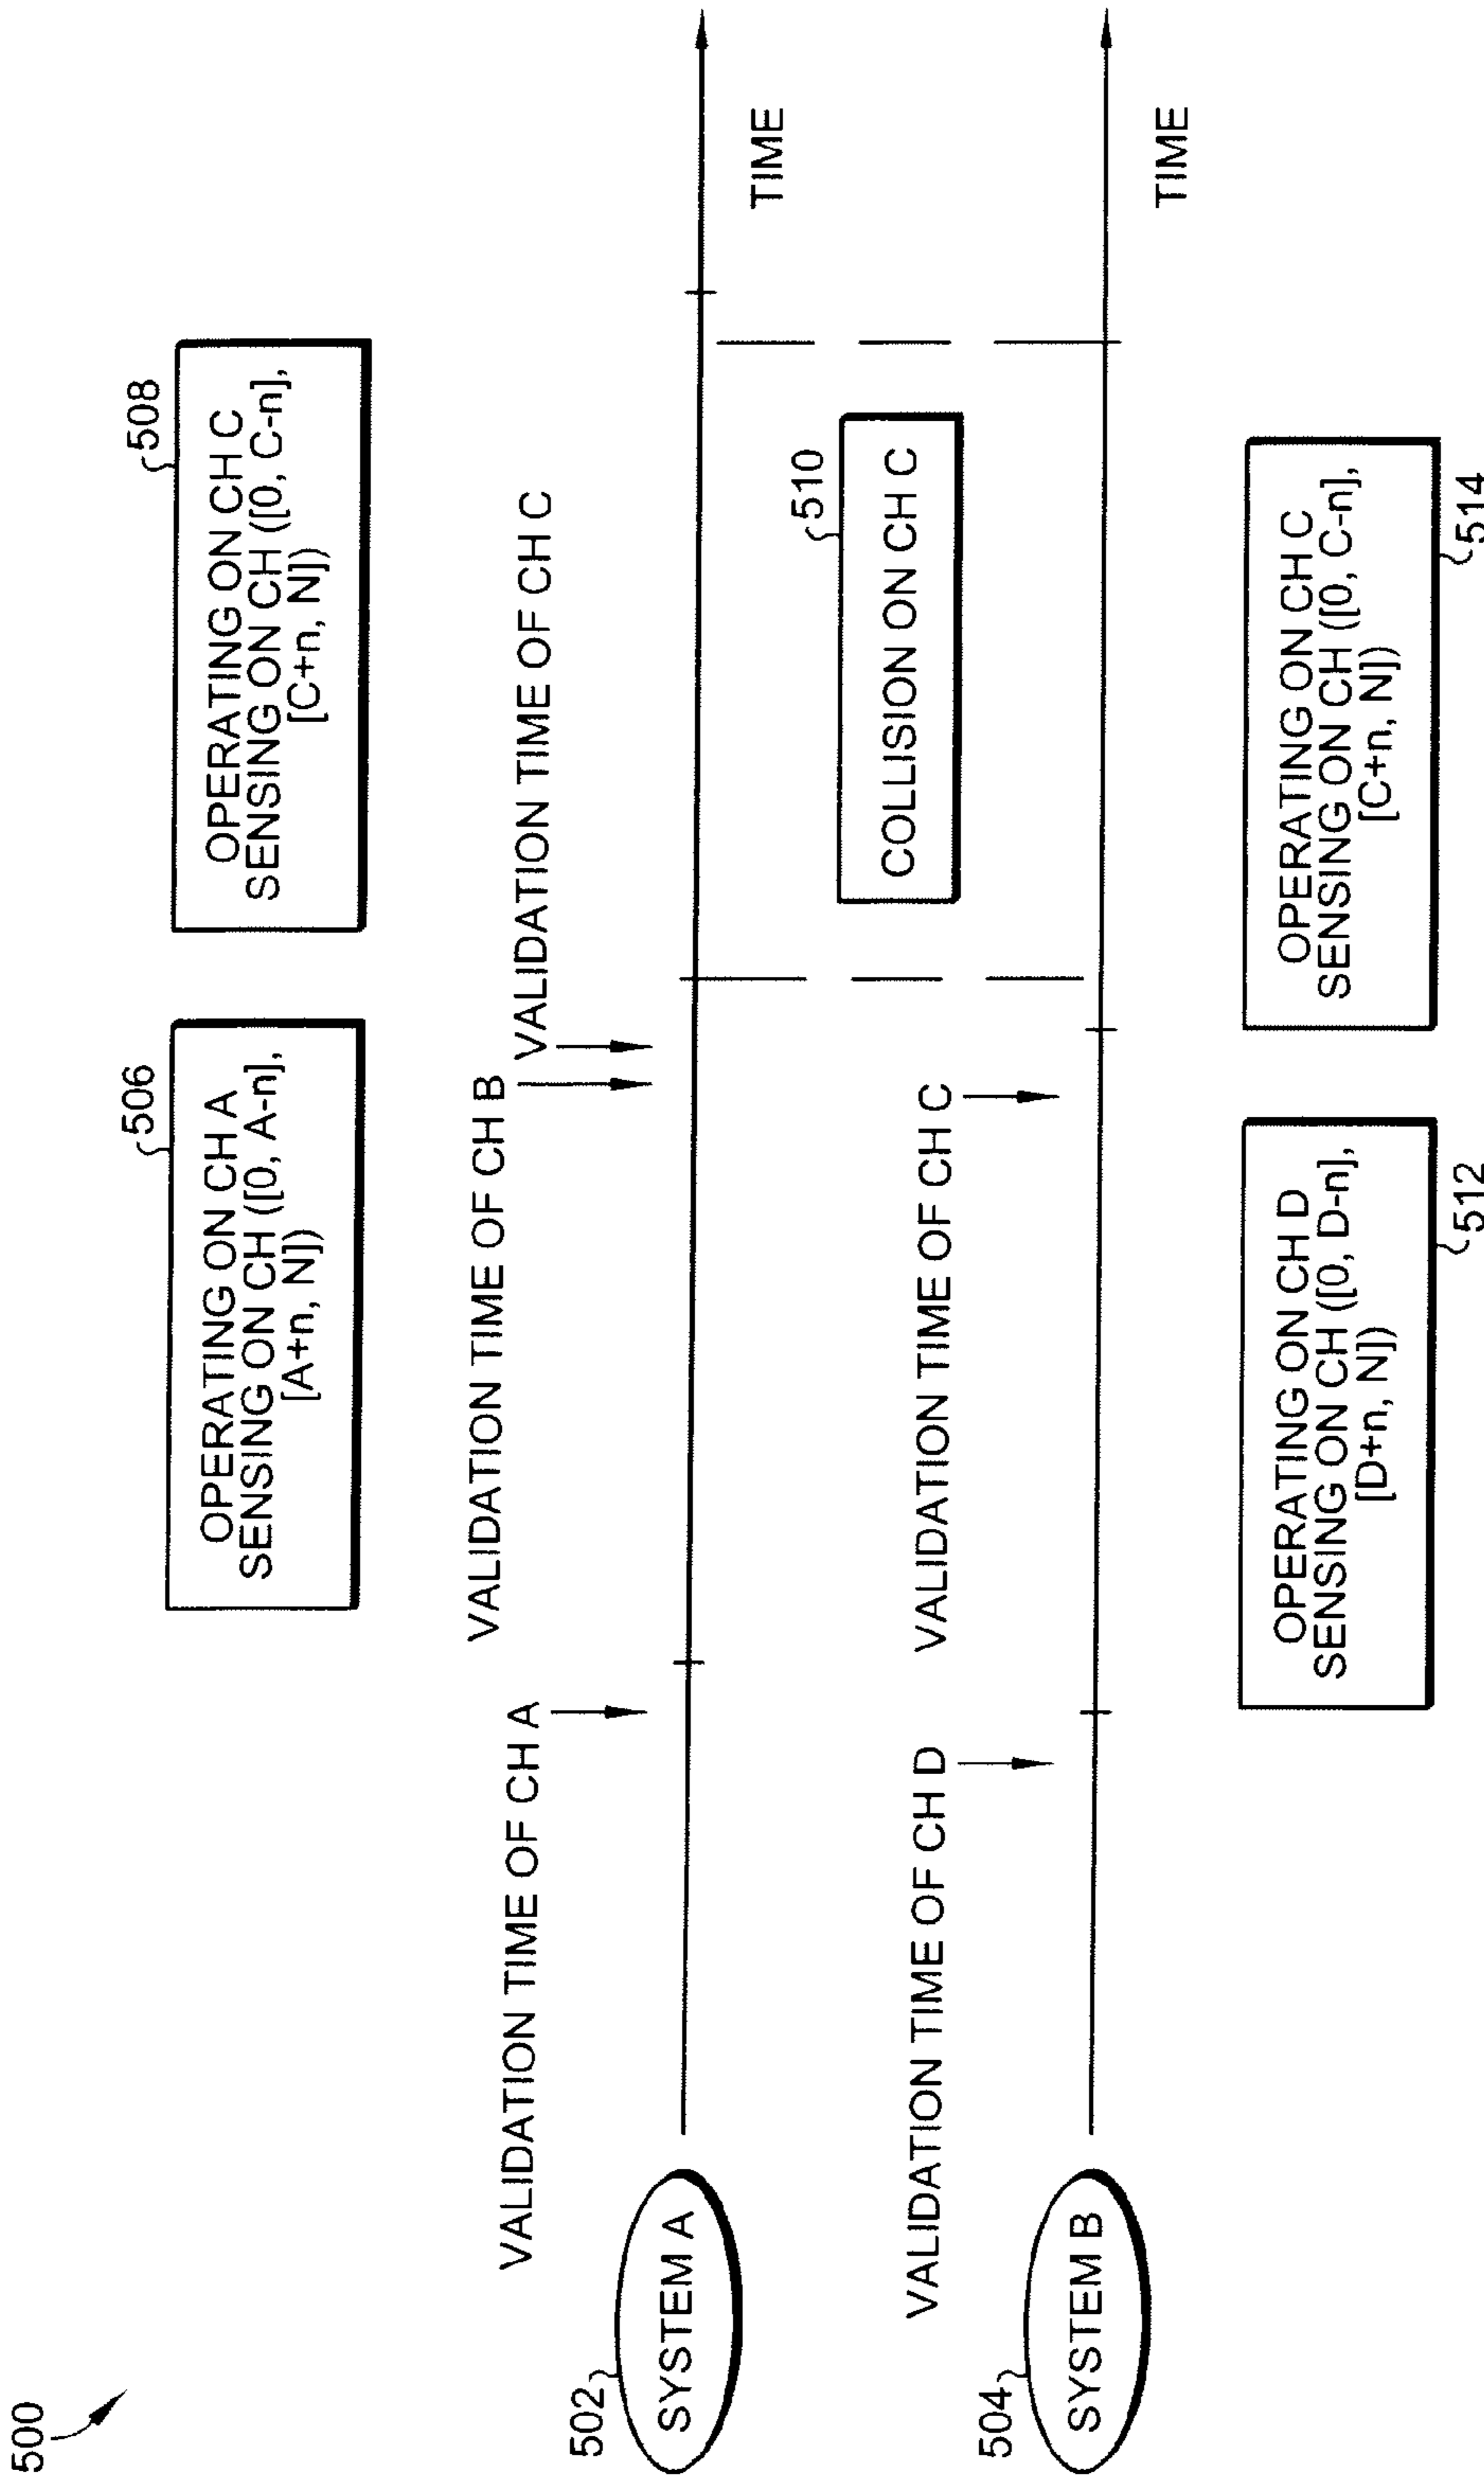 500
506
OPERATING ON CH A
SENSING ON CH ([0, A-n],
[A+n, N])
508
OPERATING ON CH C
SENSING ON CH ([0, C-n],
[C+n, N])
VALIDATION TIME OF CH A
VALIDATION TIME OF CH B
VALIDATION TIME OF CH C
502
SYSTEM A
TIME
510
COLLISION ON CH C
VALIDATION TIME OF CH D
VALIDATION TIME OF CH C
504
SYSTEM B
TIME
OPERATING ON CH D
SENSING ON CH ([0, D-n],
[D+n, N])
512
OPERATING ON CH C
SENSING ON CH ([0, C-n],
[C+n, N])
514